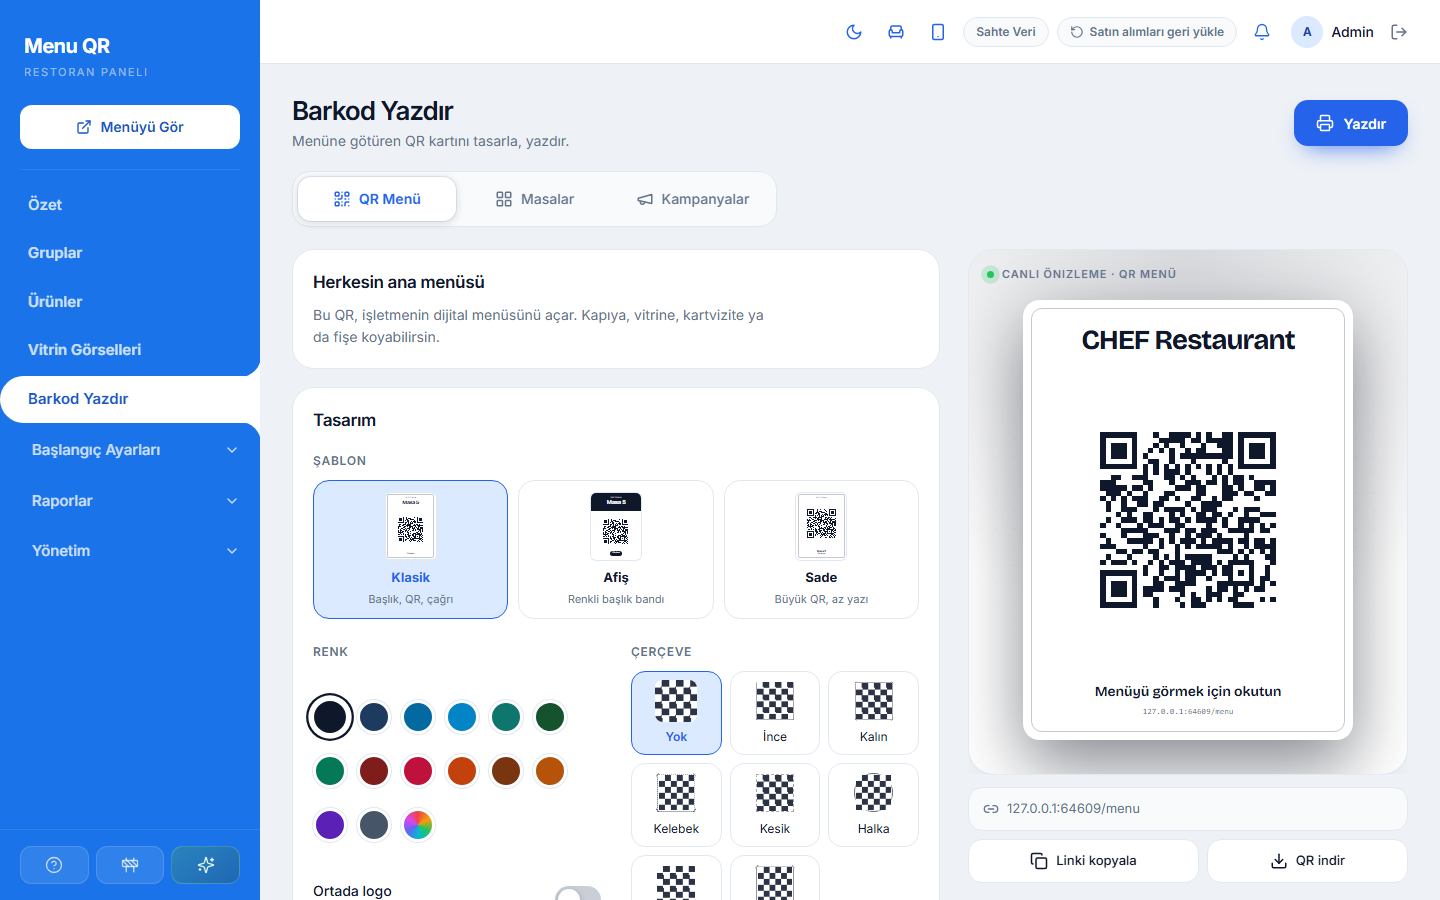 Menu QR
RESTORAN PANELİ
Menüyü Gör
Özet
Gruplar
Ürünler
Vitrin Görselleri
Barkod Yazdır
Başlangıç Ayarları
Raporlar
Yönetim
Sahte Veri
Satın alımları geri yükle
A
Admin
Barkod Yazdır
Menüne götüren QR kartını tasarla, yazdır.
Yazdır
QR Menü
Masalar
Kampanyalar
Herkesin ana menüsü
Bu QR, işletmenin dijital menüsünü açar. Kapıya, vitrine, kartvizite ya
da fişe koyabilirsin.
Tasarım
ŞABLON
Masa 5
Masa 5
Klasik
Başlık, QR, çağrı
Afiş
Renkli başlık bandı
Sade
Büyük QR, az yazı
RENK
ÇERÇEVE
Yok
İnce
Kalın
Kelebek
Kesik
Halka
Ortada logo
CANLI ÖNİZLEME · QR MENÜ
CHEF Restaurant
Menüyü görmek için okutun
127.0.0.1:64609/menu
127.0.0.1:64609/menu
Linki kopyala
QR indir